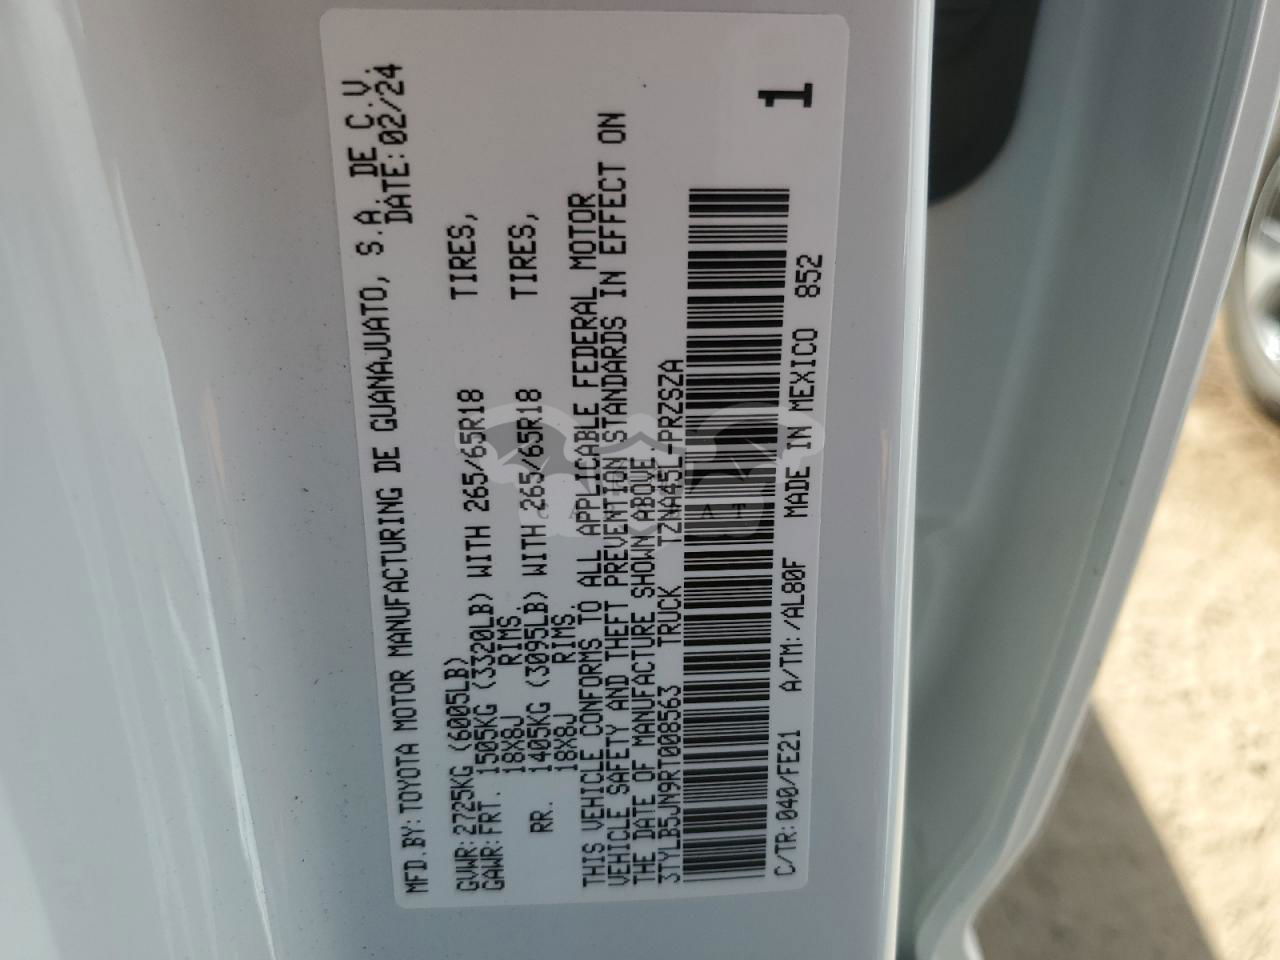 MFD.BY:TOYOTA MOTOR MANUFACTURING DE GUANAJUATO, S.A. DE C.V.
DATE:02/24
GVWR:2725KG (6005LB)
GAWR:FRT. 1505KG (3320LB) WITH 265/65R18 TIRES,
18X8J RIMS.
RR. 1405KG (3095LB) WITH 265/65R18 TIRES,
18X8J RIMS.
THIS VEHICLE CONFORMS TO ALL APPLICABLE FEDERAL MOTOR
VEHICLE SAFETY AND THEFT PREVENTION STANDARDS IN EFFECT ON
THE DATE OF MANUFACTURE SHOWN ABOVE.
3TYLB5JN9RT008563 TRUCK TZNA45L-PRZSZA
1
C/TR:040/FE21 A/TM:/AL80F MADE IN MEXICO 852